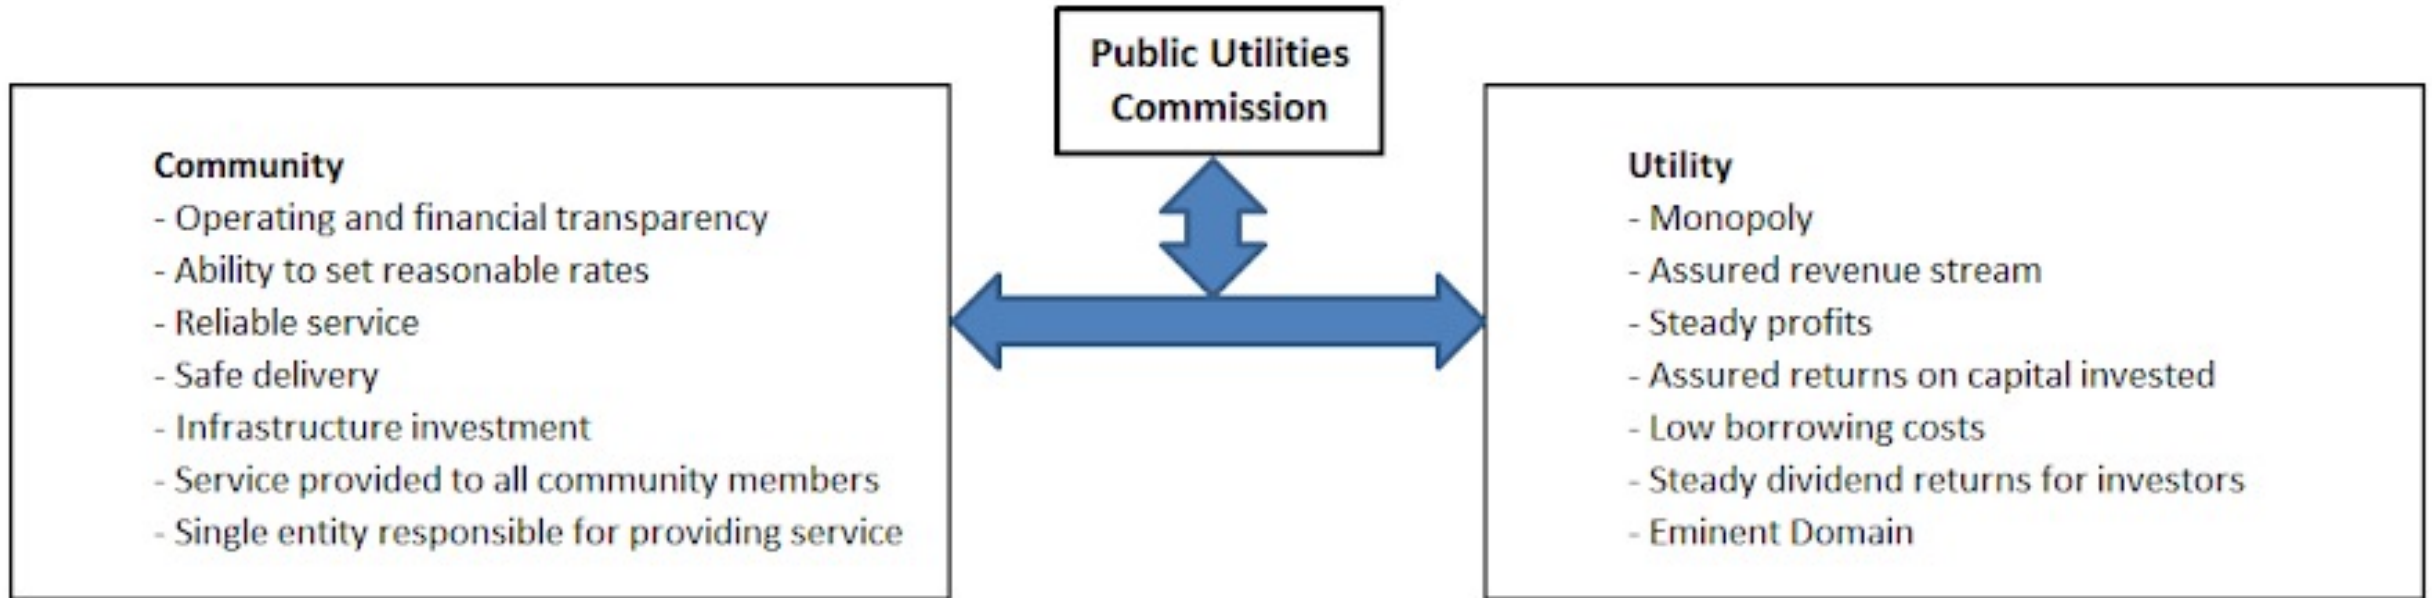 Public Utilities
Commission
Community
- Operating and financial transparency
- Ability to set reasonable rates
- Reliable service
- Safe delivery
- Infrastructure investment
- Service provided to all community members
- Single entity responsible for providing service
Utility
- Monopoly
- Assured revenue stream
- Steady profits
- Assured returns on capital invested
- Low borrowing costs
- Steady dividend returns for investors
- Eminent Domain